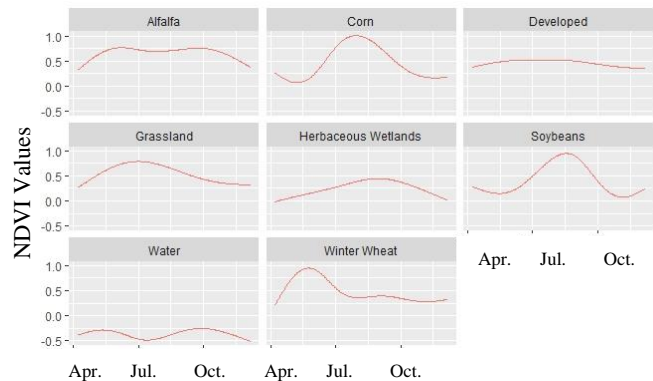 Alfalfa Corn Developed
1.0
0.5
0.0
-0.5
Grassland Herbaceous Wetlands Soybeans
1.0
0.5
0.0
-0.5
NDVI Values
Water Winter Wheat
Apr. Jul. Oct.
1.0
0.5
0.0
-0.5
Apr. Jul. Oct. Apr. Jul. Oct.